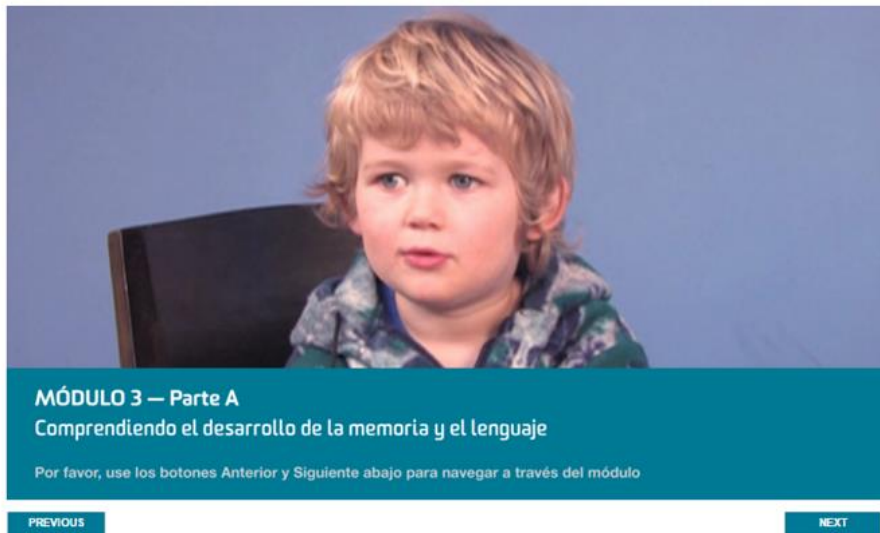 MÓDULO 3 — Parte A
Comprendiendo el desarrollo de la memoria y el lenguaje
Por favor, use los botones Anterior y Siguiente abajo para navegar a través del módulo
PREVIOUS
NEXT